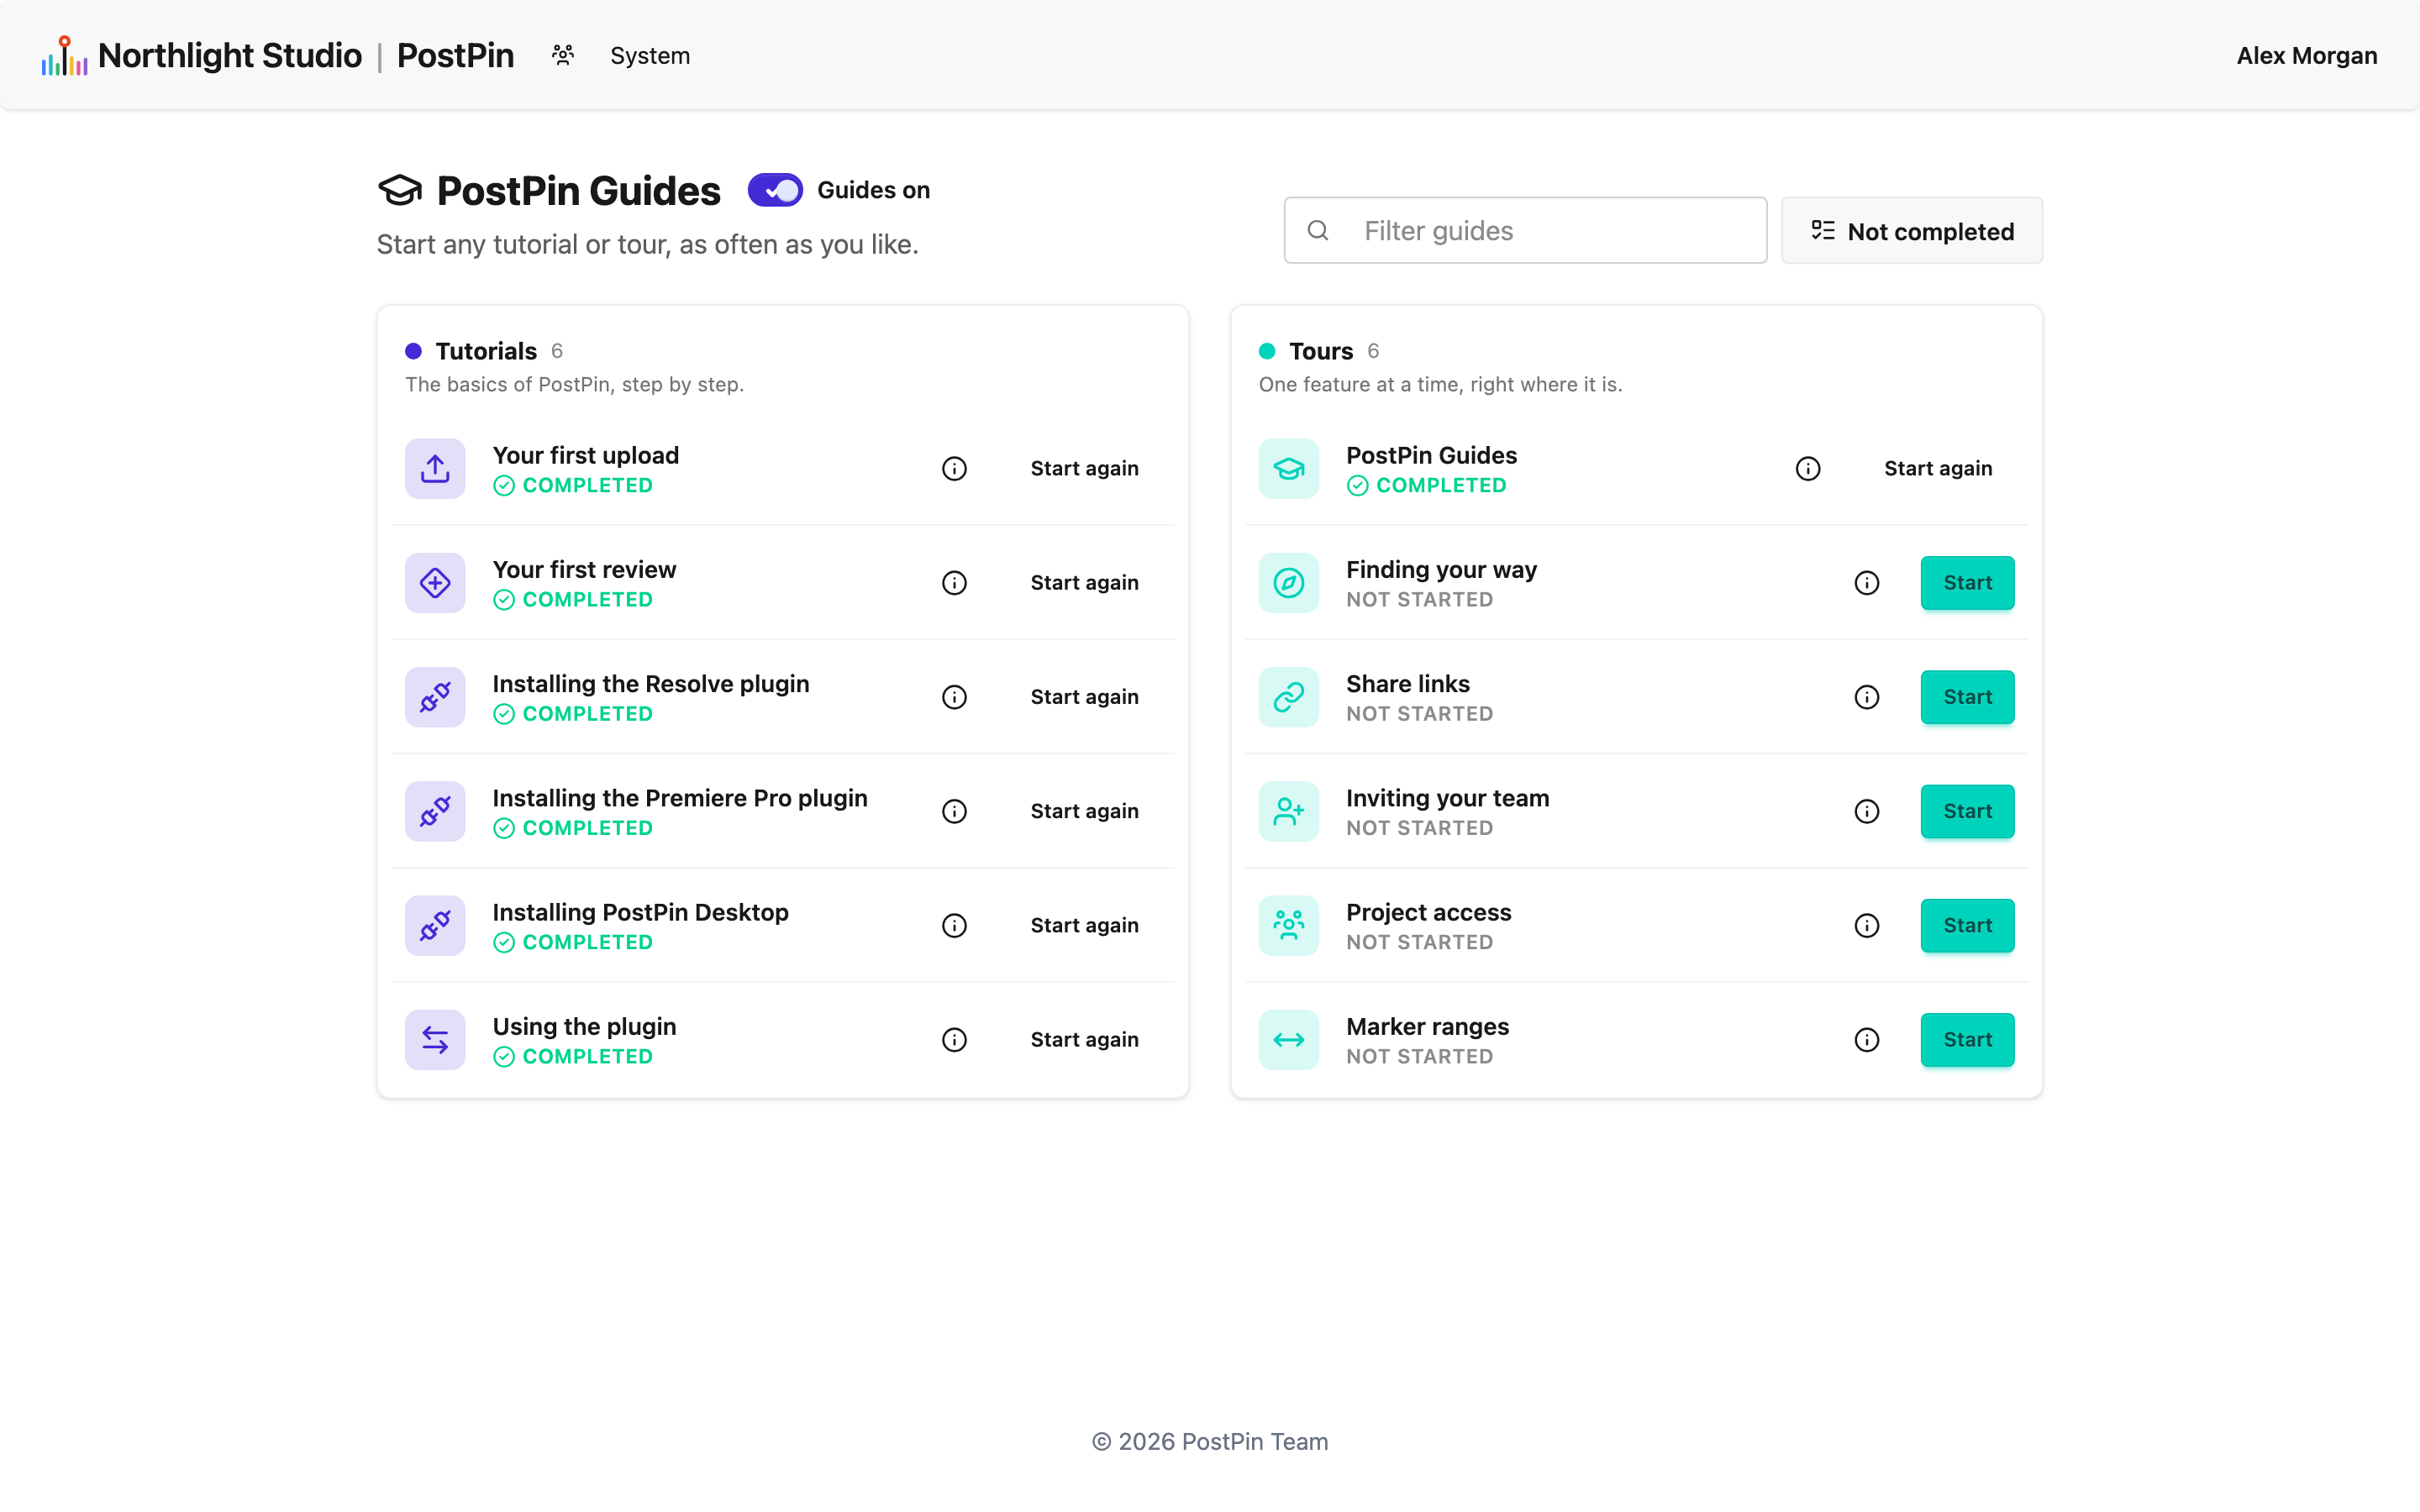 Northlight Studio | PostPin
System
Alex Morgan
PostPin Guides
Guides on
Start any tutorial or tour, as often as you like.
Filter guides
Not completed
Tutorials 6
The basics of PostPin, step by step.
Your first upload
COMPLETED
Start again
Your first review
COMPLETED
Start again
Installing the Resolve plugin
COMPLETED
Start again
Installing the Premiere Pro plugin
COMPLETED
Start again
Installing PostPin Desktop
COMPLETED
Start again
Using the plugin
COMPLETED
Start again
Tours 6
One feature at a time, right where it is.
PostPin Guides
COMPLETED
Start again
Finding your way
NOT STARTED
Start
Share links
NOT STARTED
Start
Inviting your team
NOT STARTED
Start
Project access
NOT STARTED
Start
Marker ranges
NOT STARTED
Start
© 2026 PostPin Team